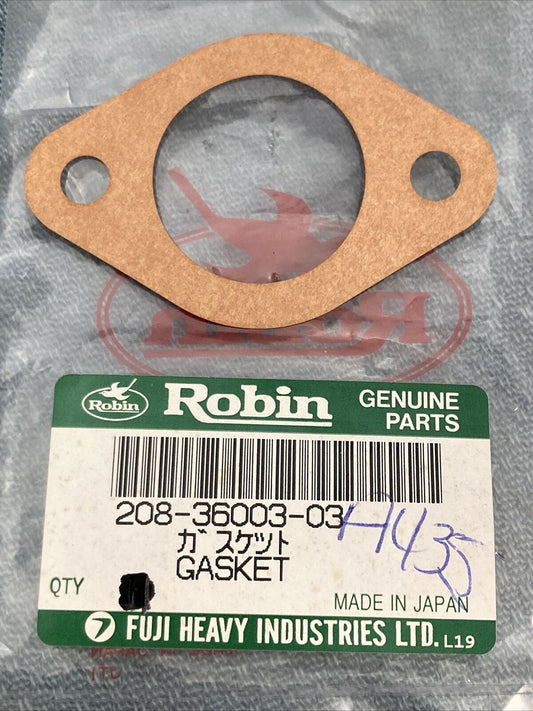 Robin
Robin
GENUINE
PARTS
208-36003-03
ガスケツト
GASKET
QTY
MADE IN JAPAN
FUJI HEAVY INDUSTRIES LTD. L19